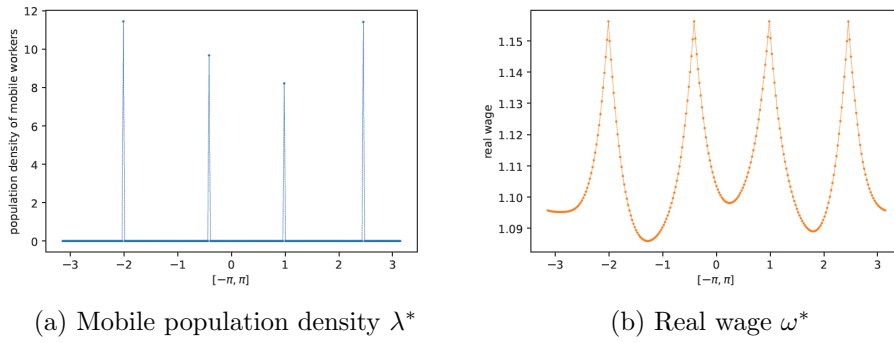 population density of mobile workers
12
10
8
6
4
2
0
−3 −2 −1 0 1 2 3
[−π, π]
(a) Mobile population density λ*
real wage
1.15
1.14
1.13
1.12
1.11
1.10
1.09
−3 −2 −1 0 1 2 3
[−π, π]
(b) Real wage ω*